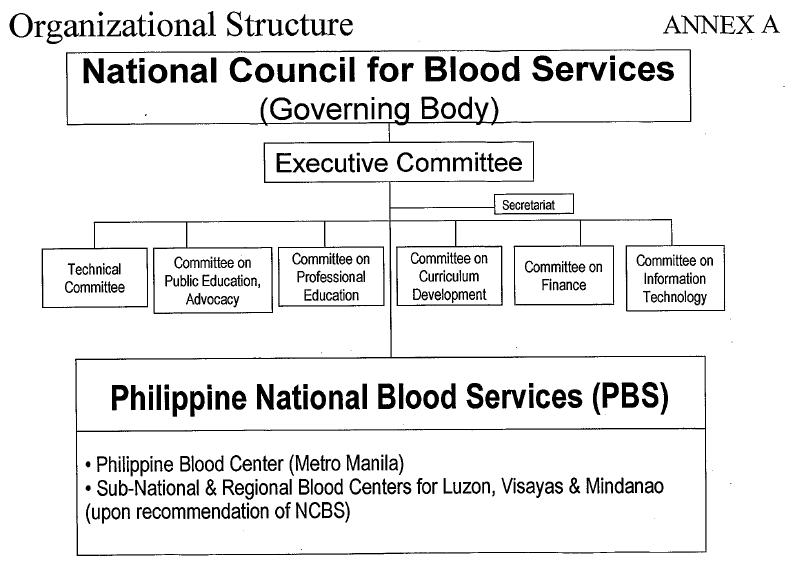 Organizational Structure
ANNEX A
National Council for Blood Services
(Governing Body)
Executive Committee
Secretariat
Technical
Committee
Committee on
Public Education,
Advocacy
Committee on
Professional
Education
Committee on
Curriculum
Development
Committee on
Finance
Committee on
Information
Technology
Philippine National Blood Services (PBS)
• Philippine Blood Center (Metro Manila)
• Sub-National & Regional Blood Centers for Luzon, Visayas & Mindanao
(upon recommendation of NCBS)